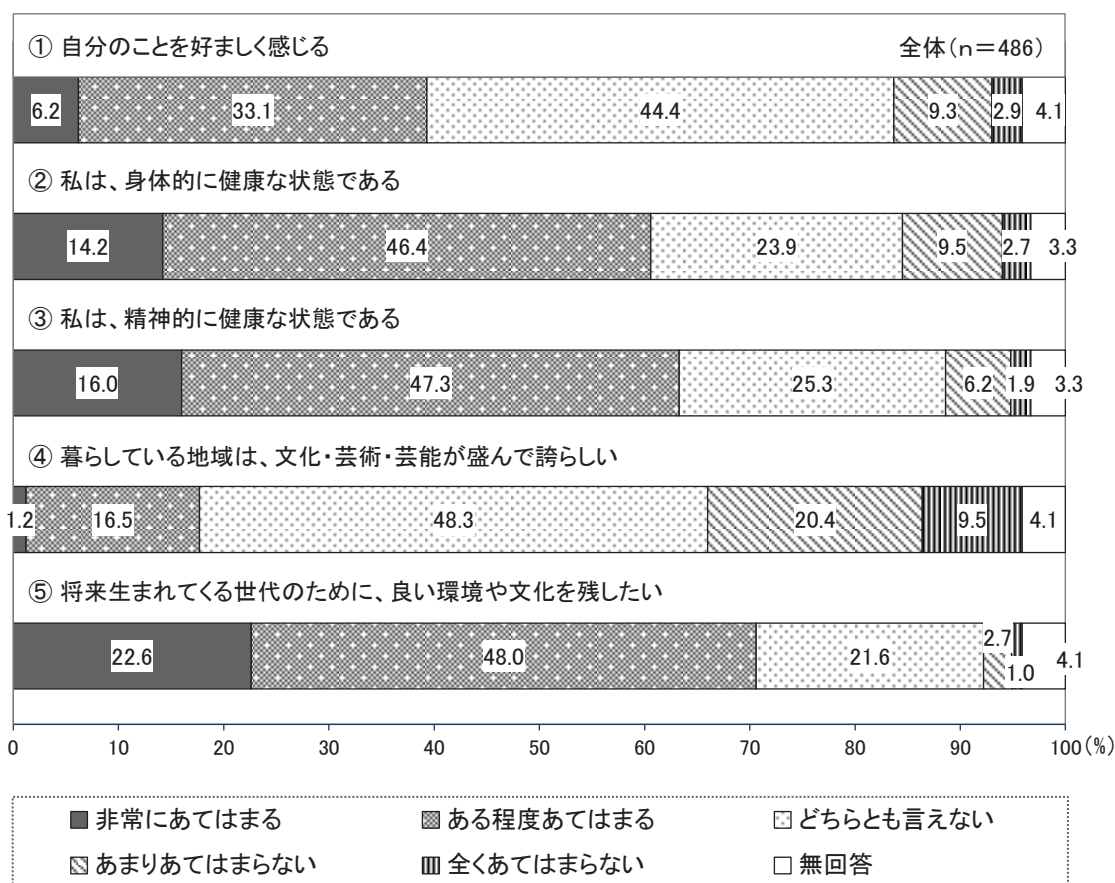 ① 自分のことを好ましく感じる 全体(n=486)
6.2 33.1 44.4 9.3 2.9 4.1
② 私は、身体的に健康な状態である
14.2 46.4 23.9 9.5 2.7 3.3
③ 私は、精神的に健康な状態である
16.0 47.3 25.3 6.2 1.9 3.3
④ 暮らしている地域は、文化・芸術・芸能が盛んで誇らしい
1.2 16.5 48.3 20.4 9.5 4.1
⑤ 将来生まれてくる世代のために、良い環境や文化を残したい
22.6 48.0 21.6 2.7 1.0 4.1
0 10 20 30 40 50 60 70 80 90 100(%)
非常にあてはまる ある程度あてはまる どちらとも言えない
あまりあてはまらない 全くあてはまらない 無回答